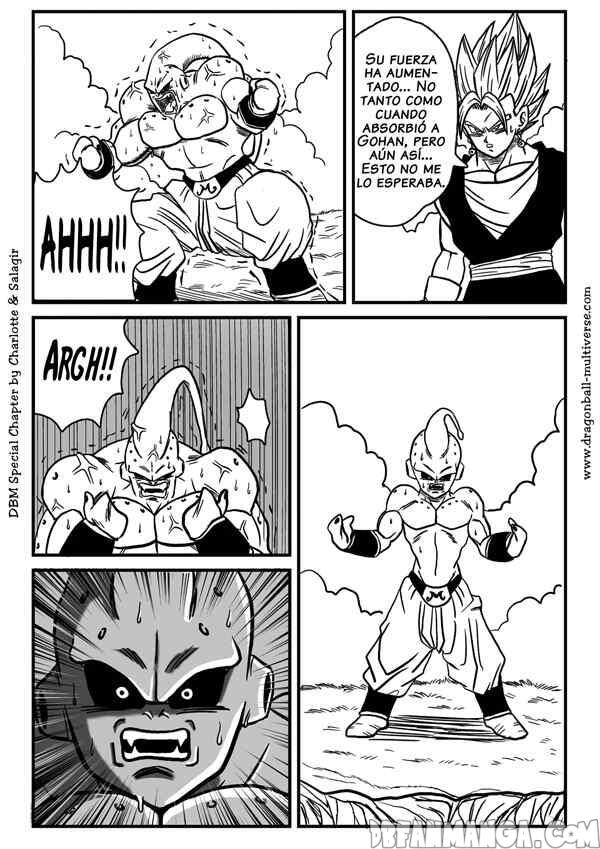 AHHH!!
SU FUERZA
HA AUMEN-
TADO... NO
TANTO COMO
CUANDO
ABSORBIÓ A
GOHAN, PERO
AÚN ASÍ...
ESTO NO ME
LO ESPERABA.
ARGH!!
M
M
DBM Special Chapter by Charlotte & Salagir
www.dragonball-multiverse.com
DBFANMANGA.COM